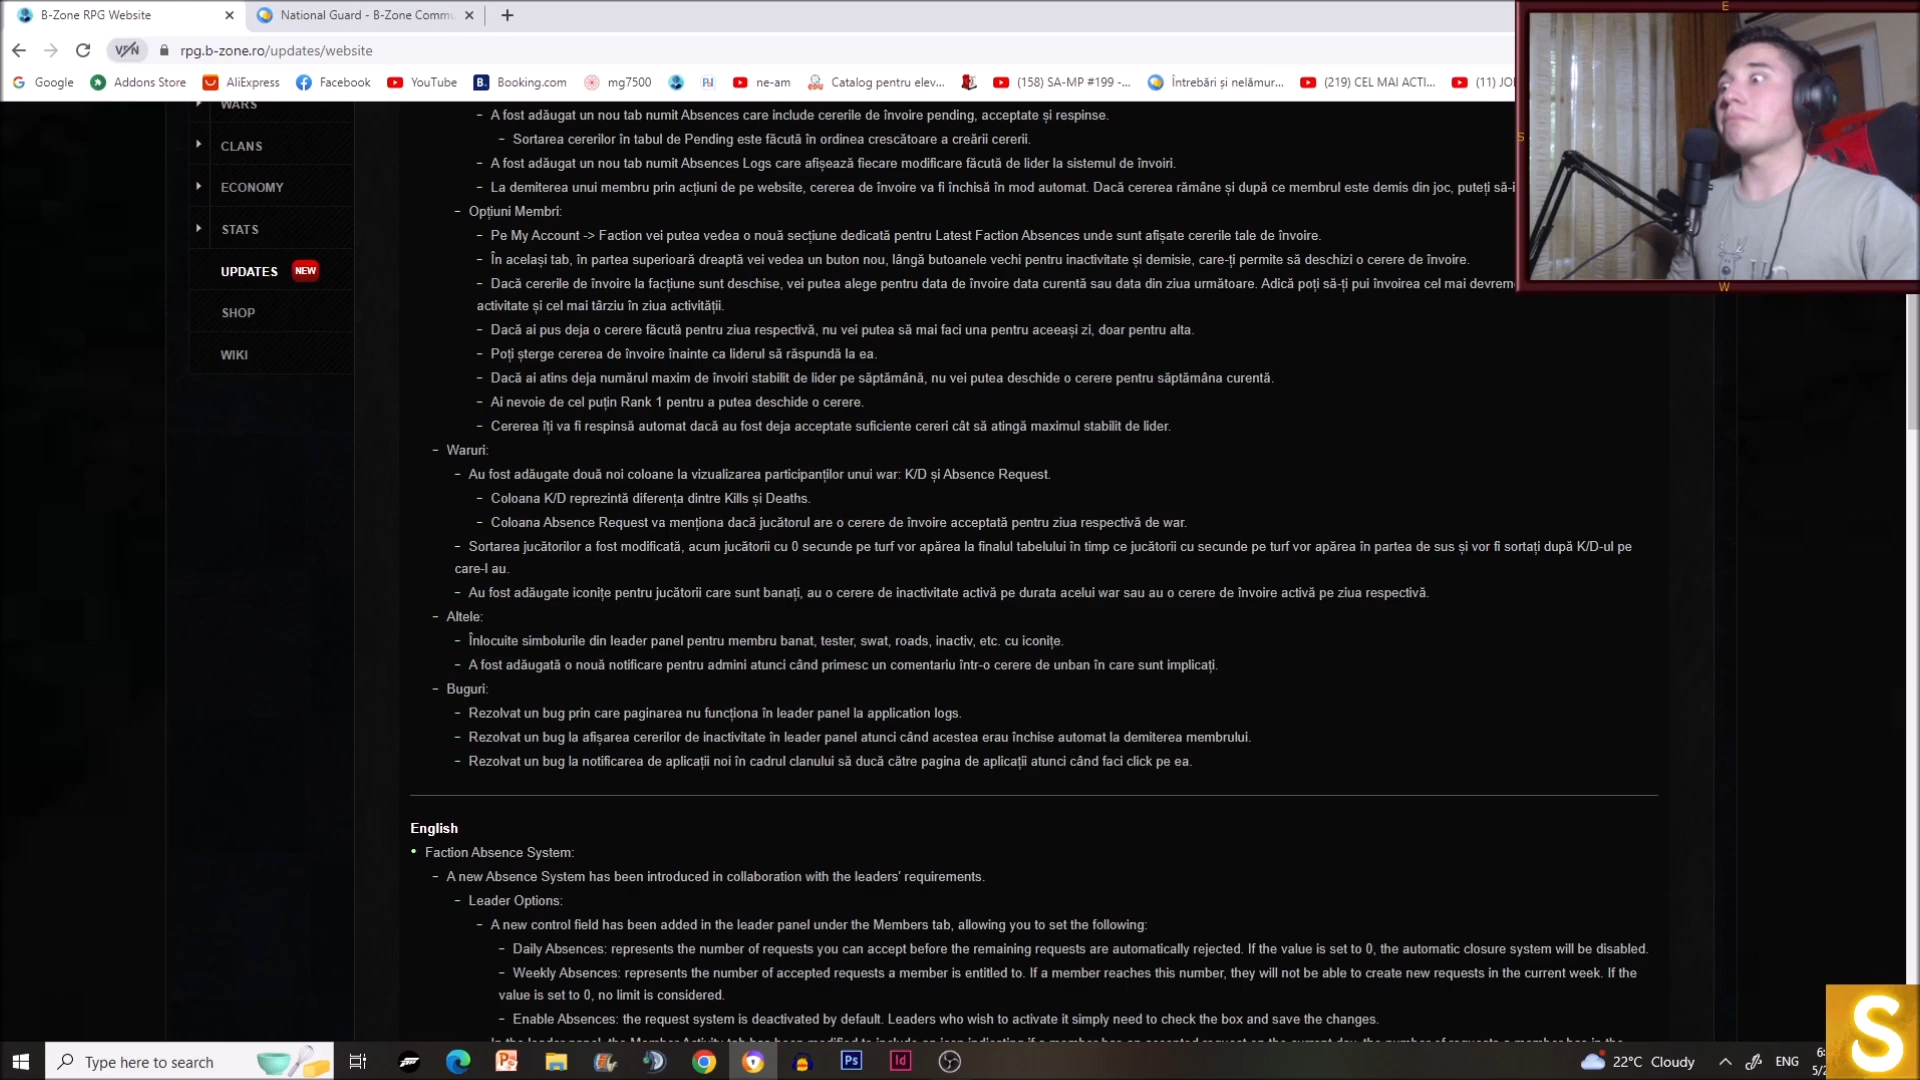 B-Zone RPG Website
National Guard - B-Zone Commu
VPN
rpg.b-zone.ro/updates/website
Google
Addons Store
AliExpress
Facebook
YouTube
B.
Booking.com
mg7500
ne-am
Catalog pentru elev...
(158) SA-MP #199 -...
Întrebări și nelămur...
(219) CEL MAI ACTI...
(11) JOI
E
S
W
WARS
CLANS
ECONOMY
STATS
UPDATES NEW
SHOP
WIKI
- A fost adăugat un nou tab numit Absences care include cererile de învoire pending, acceptate și respinse.
- Sortarea cererilor în tabul de Pending este făcută în ordinea crescătoare a creării cererii.
- A fost adăugat un nou tab numit Absences Logs care afișează fiecare modificare făcută de lider la sistemul de învoiri.
- La demiterea unui membru prin acțiuni de pe website, cererea de învoire va fi închisă în mod automat. Dacă cererea rămâne și după ce membrul este demis din joc, puteți să-i
- Opțiuni Membri:
- Pe My Account -> Faction vei putea vedea o nouă secțiune dedicată pentru Latest Faction Absences unde sunt afișate cererile tale de învoire.
- În același tab, în partea superioară dreaptă vei vedea un buton nou, lângă butoanele vechi pentru inactivitate și demisie, care-ți permite să deschizi o cerere de învoire.
- Dacă cererile de învoire la facțiune sunt deschise, vei putea alege pentru data de învoire data curentă sau data din ziua următoare. Adică poți să-ți pui învoirea cel mai devreme
activitate și cel mai târziu în ziua activității.
- Dacă ai pus deja o cerere făcută pentru ziua respectivă, nu vei putea să mai faci una pentru aceeași zi, doar pentru alta.
- Poți șterge cererea de învoire înainte ca liderul să răspundă la ea.
- Dacă ai atins deja numărul maxim de învoiri stabilit de lider pe săptămână, nu vei putea deschide o cerere pentru săptămâna curentă.
- Ai nevoie de cel puțin Rank 1 pentru a putea deschide o cerere.
- Cererea îți va fi respinsă automat dacă au fost deja acceptate suficiente cereri cât să atingă maximul stabilit de lider.
- Waruri:
- Au fost adăugate două noi coloane la vizualizarea participanților unui war: K/D și Absence Request.
- Coloana K/D reprezintă diferența dintre Kills și Deaths.
- Coloana Absence Request va menționa dacă jucătorul are o cerere de învoire acceptată pentru ziua respectivă de war.
- Sortarea jucătorilor a fost modificată, acum jucătorii cu 0 secunde pe turf vor apărea la finalul tabelului în timp ce jucătorii cu secunde pe turf vor apărea în partea de sus și vor fi sortați după K/D-ul pe
care-l au.
- Au fost adăugate iconițe pentru jucătorii care sunt banați, au o cerere de inactivitate activă pe durata acelui war sau au o cerere de învoire activă pe ziua respectivă.
- Altele:
- Înlocuite simbolurile din leader panel pentru membru banat, tester, swat, roads, inactiv, etc. cu iconițe.
- A fost adăugată o nouă notificare pentru admini atunci când primesc un comentariu într-o cerere de unban în care sunt implicați.
- Buguri:
- Rezolvat un bug prin care paginarea nu funcționa în leader panel la application logs.
- Rezolvat un bug la afișarea cererilor de inactivitate în leader panel atunci când acestea erau închise automat la demiterea membrului.
- Rezolvat un bug la notificarea de aplicații noi în cadrul clanului să ducă către pagina de aplicații atunci când faci click pe ea.
English
• Faction Absence System:
- A new Absence System has been introduced in collaboration with the leaders' requirements.
- Leader Options:
- A new control field has been added in the leader panel under the Members tab, allowing you to set the following:
- Daily Absences: represents the number of requests you can accept before the remaining requests are automatically rejected. If the value is set to 0, the automatic closure system will be disabled.
- Weekly Absences: represents the number of accepted requests a member is entitled to. If a member reaches this number, they will not be able to create new requests in the current week. If the
value is set to 0, no limit is considered.
- Enable Absences: the request system is deactivated by default. Leaders who wish to activate it simply need to check the box and save the changes.
Type here to search
Ps
Id
22°C Cloudy
ENG
S